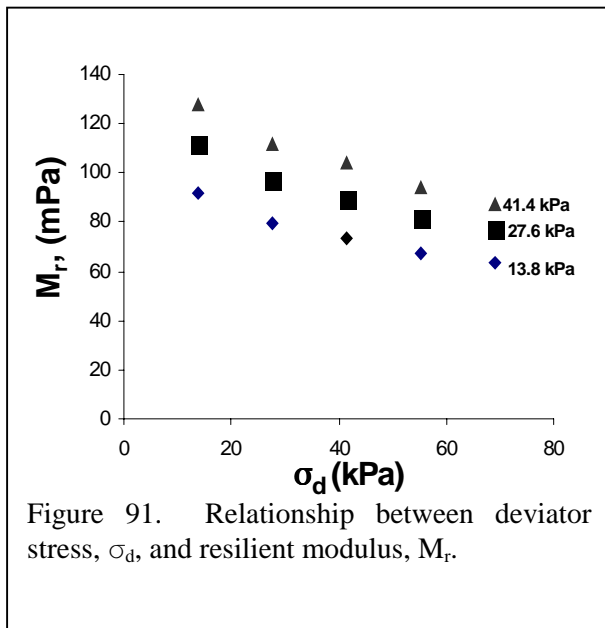 140
120
100
80
60
40
20
0
M_r, (mPa)
41.4 kPa
27.6 kPa
13.8 kPa
0 20 40 60 80
σ_d (kPa)
Figure 91. Relationship between deviator
stress, σ_d, and resilient modulus, M_r.